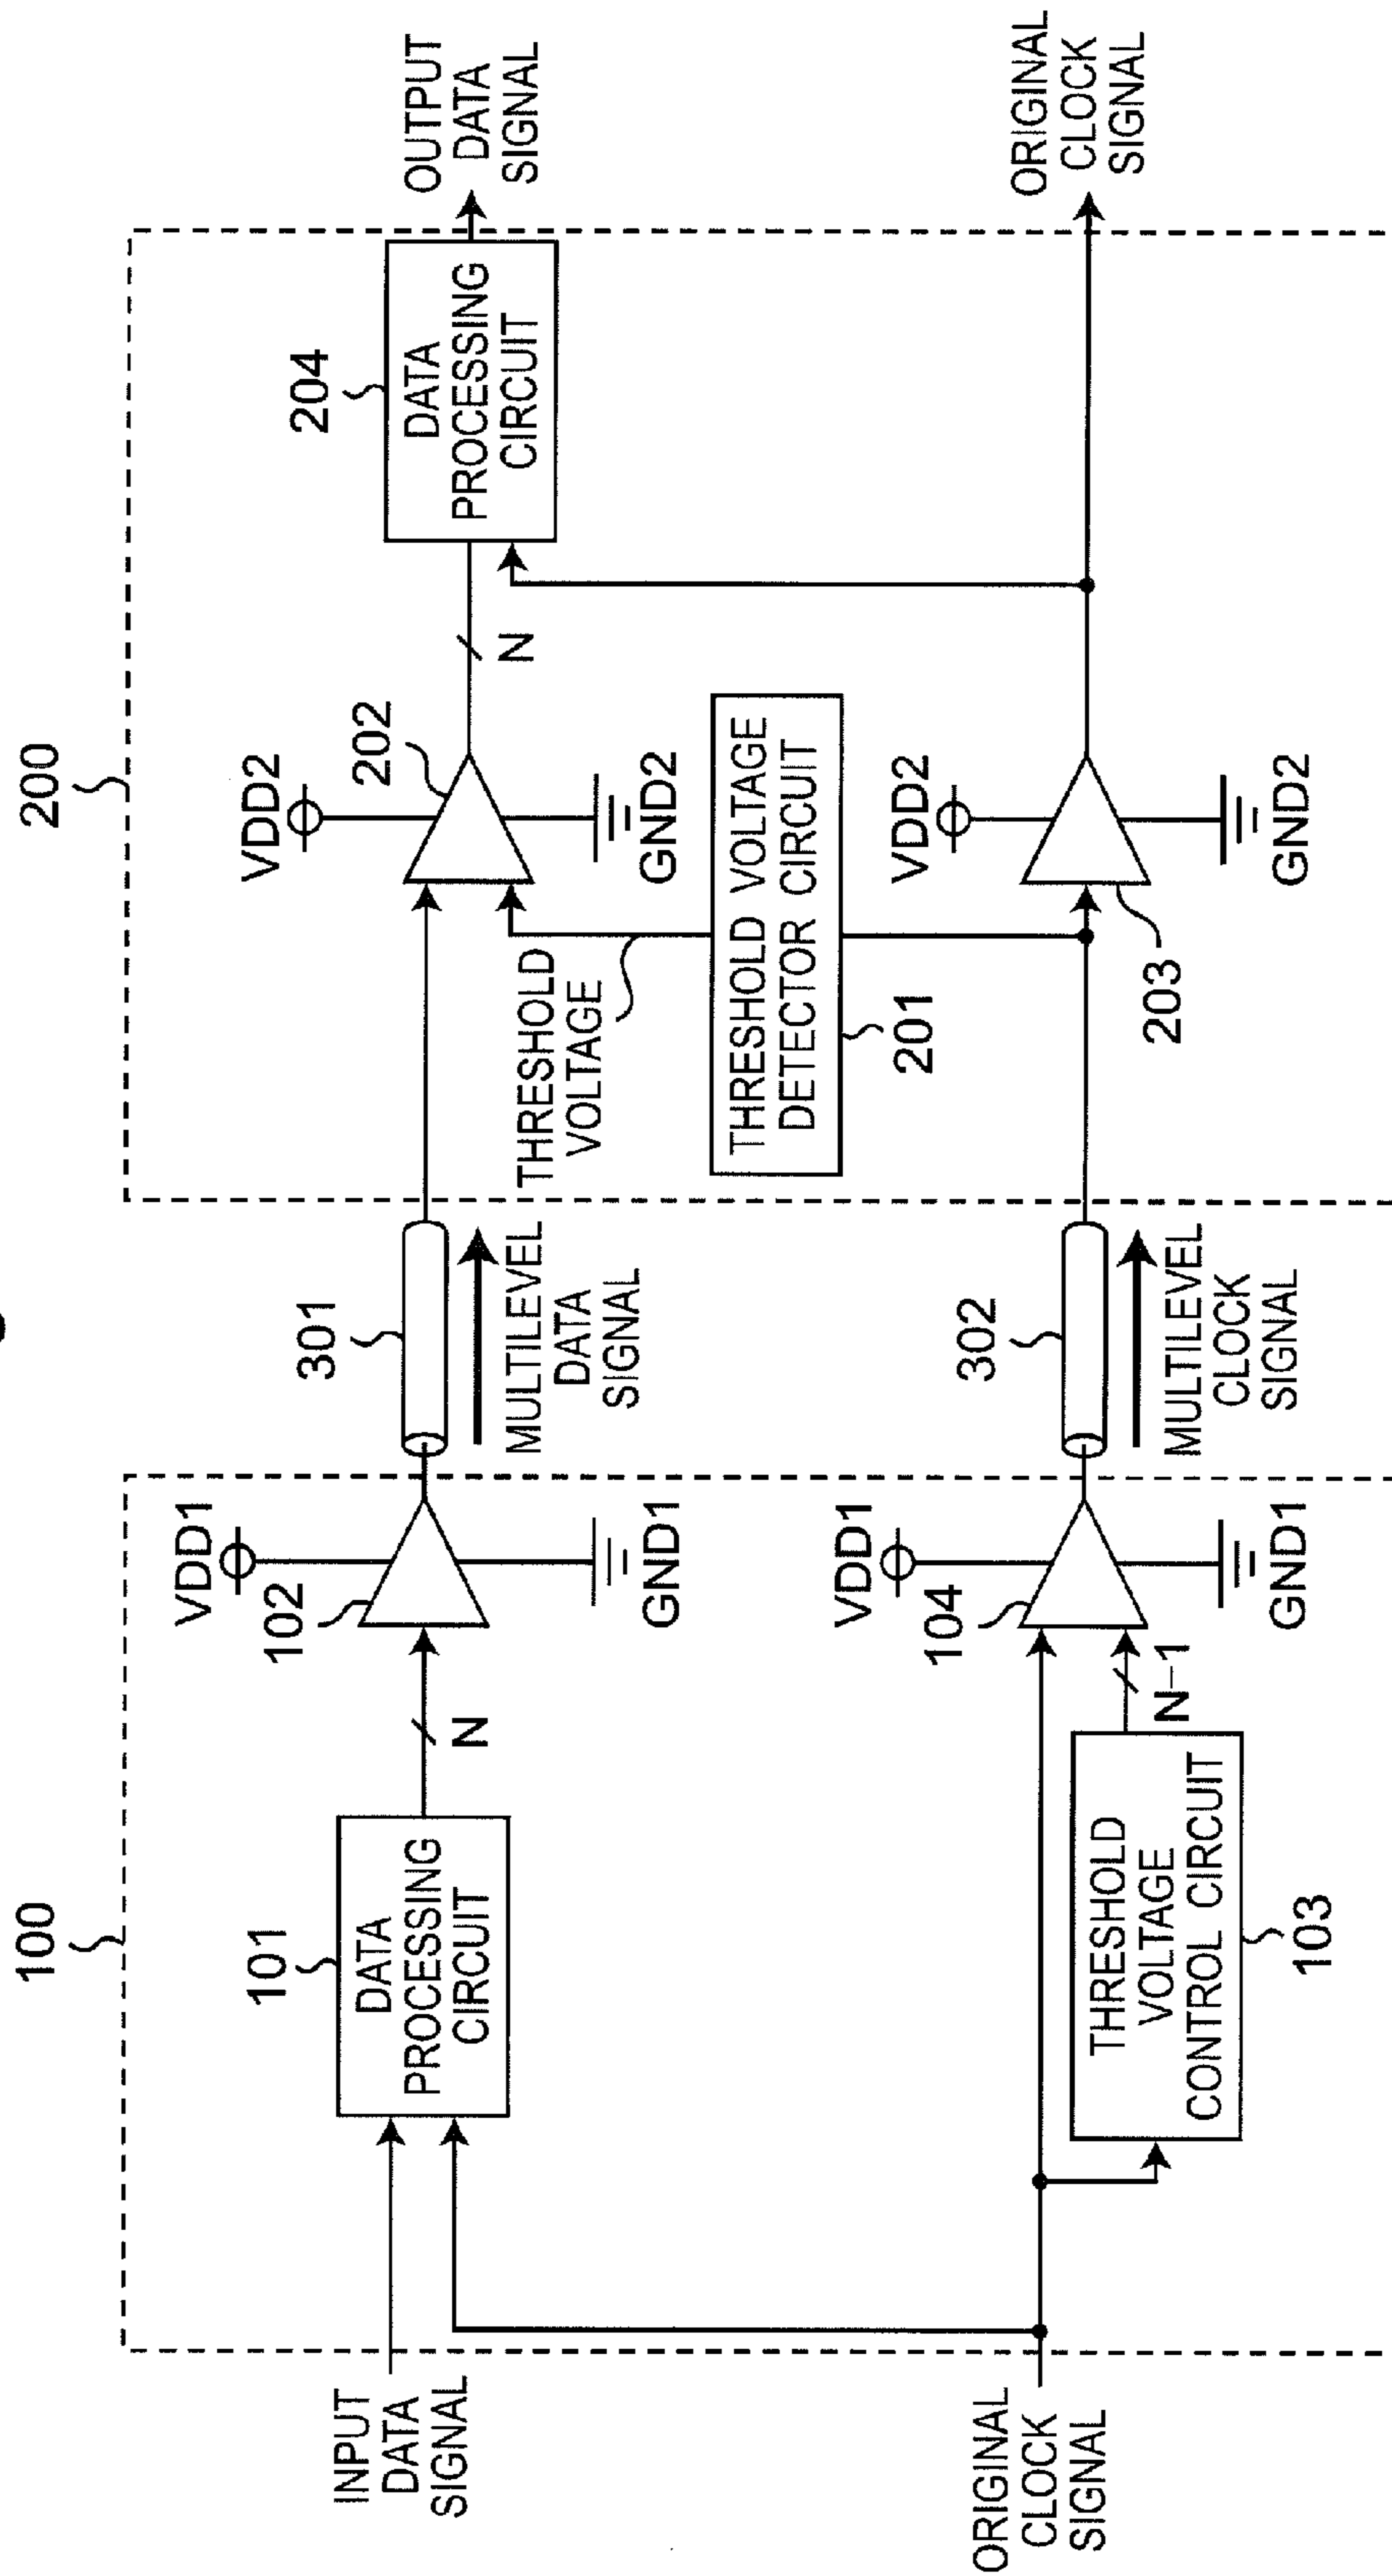 100
200
INPUT
DATA
SIGNAL
101
DATA
PROCESSING
CIRCUIT
N
VDD1
102
GND1
301
MULTILEVEL
DATA
SIGNAL
THRESHOLD
VOLTAGE
VDD2
202
GND2
N
204
DATA
PROCESSING
CIRCUIT
OUTPUT
DATA
SIGNAL
THRESHOLD VOLTAGE
DETECTOR CIRCUIT
201
ORIGINAL
CLOCK
SIGNAL
THRESHOLD
VOLTAGE
CONTROL CIRCUIT
103
N-1
VDD1
104
GND1
302
MULTILEVEL
CLOCK
SIGNAL
VDD2
203
GND2
ORIGINAL
CLOCK
SIGNAL